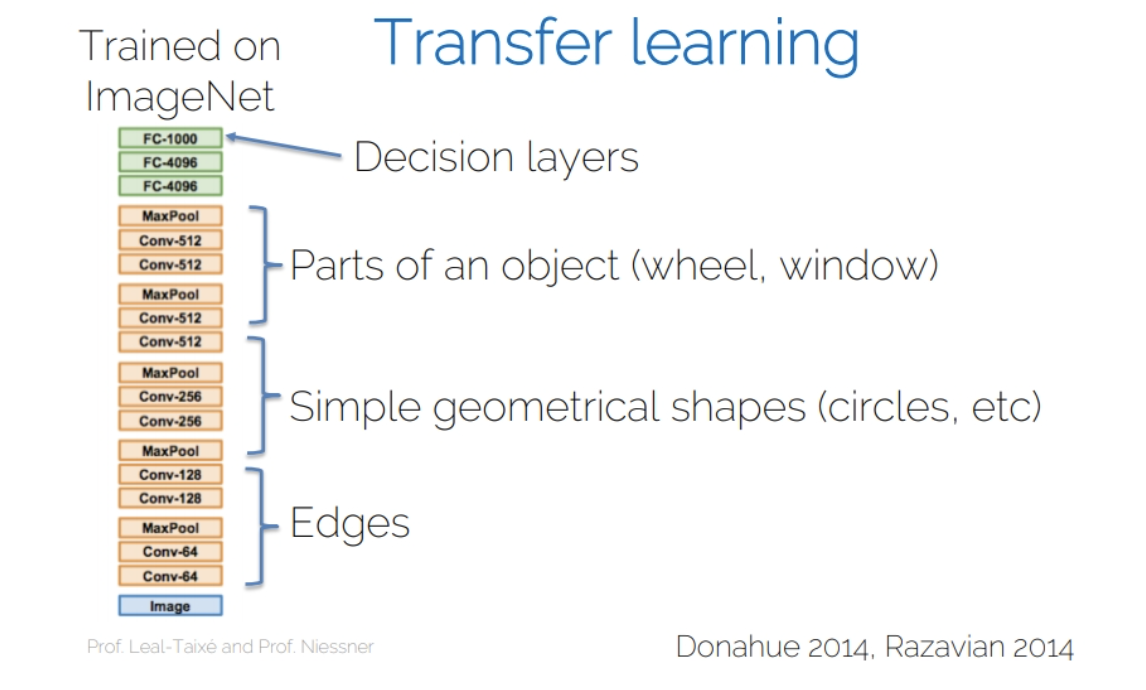 Trained on
ImageNet
Transfer learning
FC-1000
FC-4096
FC-4096
Decision layers
MaxPool
Conv-512
Conv-512
MaxPool
Conv-512
Parts of an object (wheel, window)
Conv-512
MaxPool
Conv-256
Conv-256
MaxPool
Simple geometrical shapes (circles, etc)
Conv-128
Conv-128
MaxPool
Conv-64
Conv-64
Edges
Image
Prof. Leal-Taixé and Prof. Niessner
Donahue 2014, Razavian 2014